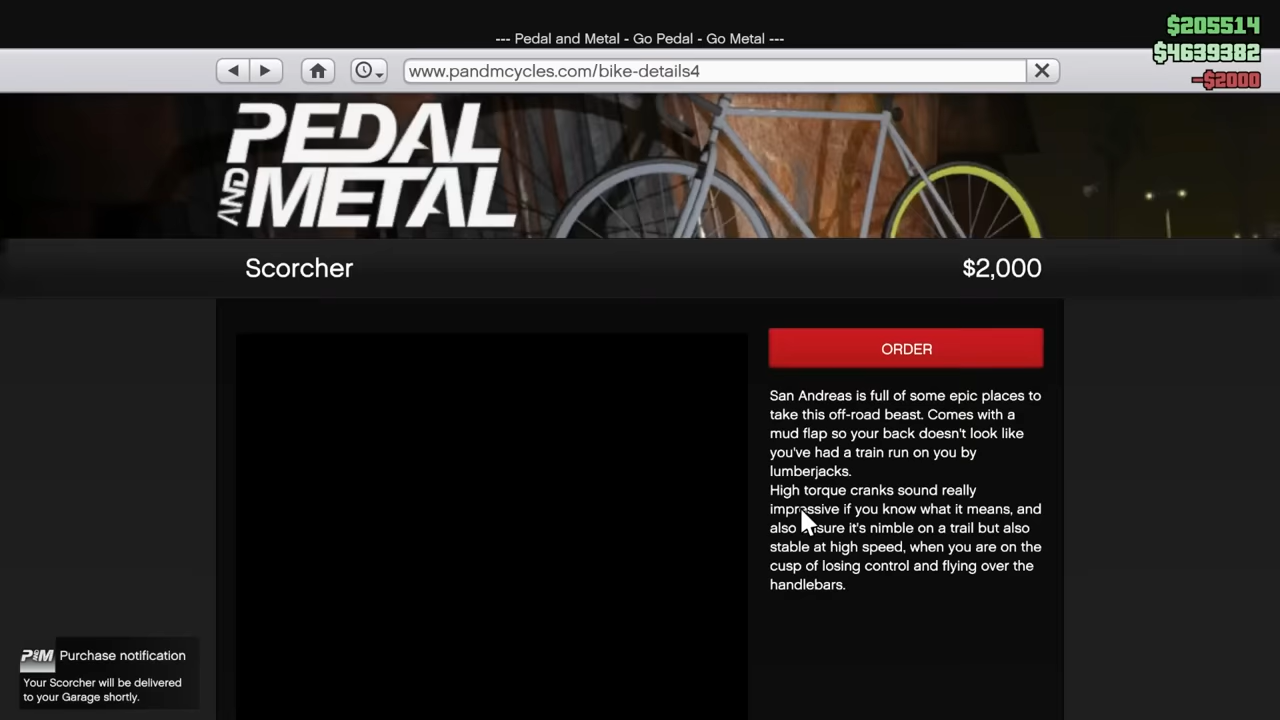 --- Pedal and Metal - Go Pedal - Go Metal ---
$205514
$4639382
-$2000
www.pandmcycles.com/bike-details4
PEDAL
AND METAL
Scorcher
$2,000
ORDER
San Andreas is full of some epic places to
take this off-road beast. Comes with a
mud flap so your back doesn't look like
you've had a train run on you by
lumberjacks.
High torque cranks sound really
impressive if you know what it means, and
also ensure it's nimble on a trail but also
stable at high speed, when you are on the
cusp of losing control and flying over the
handlebars.
P&M Purchase notification
Your Scorcher will be delivered
to your Garage shortly.